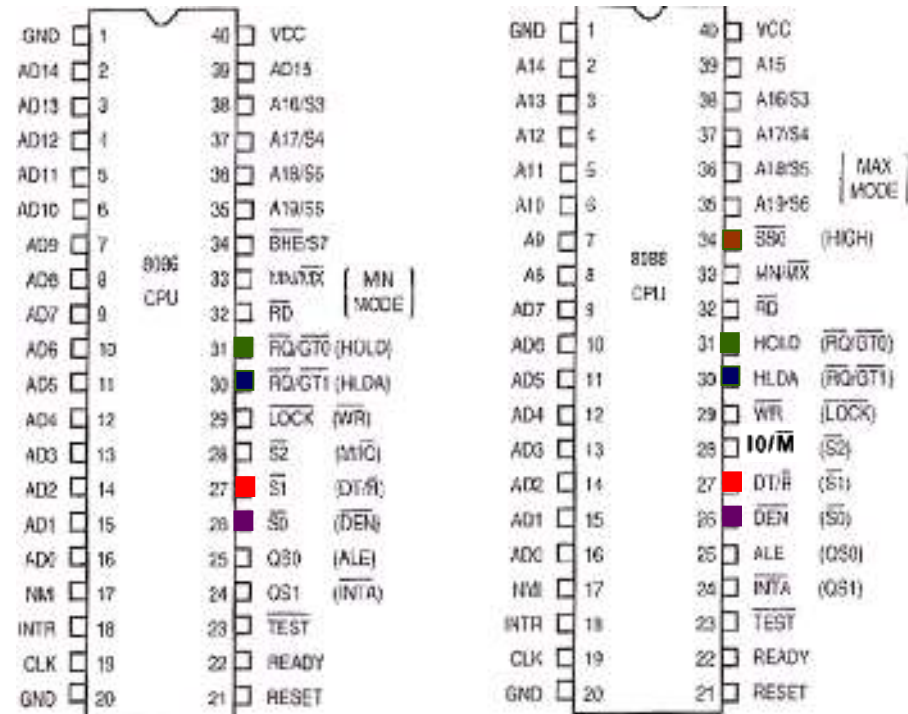 GND 1 40 VCC
AD14 2 39 AD15
AD13 3 38 A16/S3
AD12 4 37 A17/S4
AD11 5 36 A18/S5
AD10 6 35 A19/S6
AD9 7 34 BHE/S7
AD8 8 33 MN/MX
AD7 9 32 RD
AD6 10 31 RQ/GT0 (HOLD)
AD5 11 30 RQ/GT1 (HLDA)
AD4 12 29 LOCK (WR)
AD3 13 28 S2 (M/IO)
AD2 14 27 S1 (DT/R)
AD1 15 26 S0 (DEN)
AD0 16 25 QS0 (ALE)
NMI 17 24 QS1 (INTA)
INTR 18 23 TEST
CLK 19 22 READY
GND 20 21 RESET
8086
CPU
MIN
MODE
GND 1 40 VCC
A14 2 39 A15
A13 3 38 A16/S3
A12 4 37 A17/S4
A11 5 36 A18/S5
A10 6 35 A19/S6
A9 7 34 SS0 (HIGH)
A8 8 33 MN/MX
AD7 9 32 RD
AD6 10 31 HOLD (RQ/GT0)
AD5 11 30 HLDA (RQ/GT1)
AD4 12 29 WR (LOCK)
AD3 13 28 IO/M (S2)
AD2 14 27 DT/R (S1)
AD1 15 26 DEN (S0)
AD0 16 25 ALE (QS0)
NMI 17 24 INTA (QS1)
INTR 18 23 TEST
CLK 19 22 READY
GND 20 21 RESET
8088
CPU
MAX
MODE